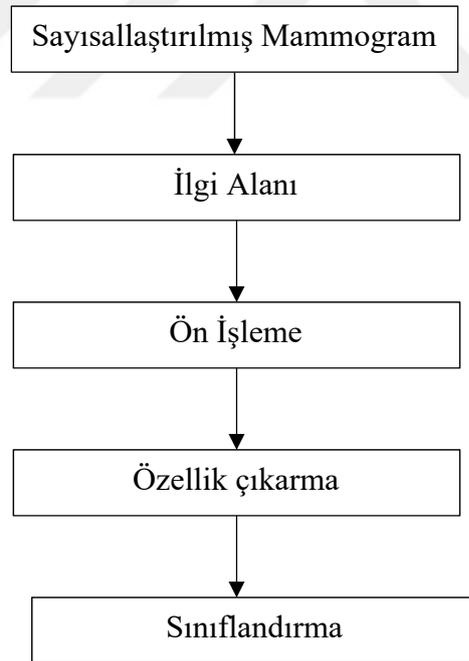 Sayısallaştırılmış Mammogram
İlgi Alanı
Ön İşleme
Özellik çıkarma
Sınıflandırma